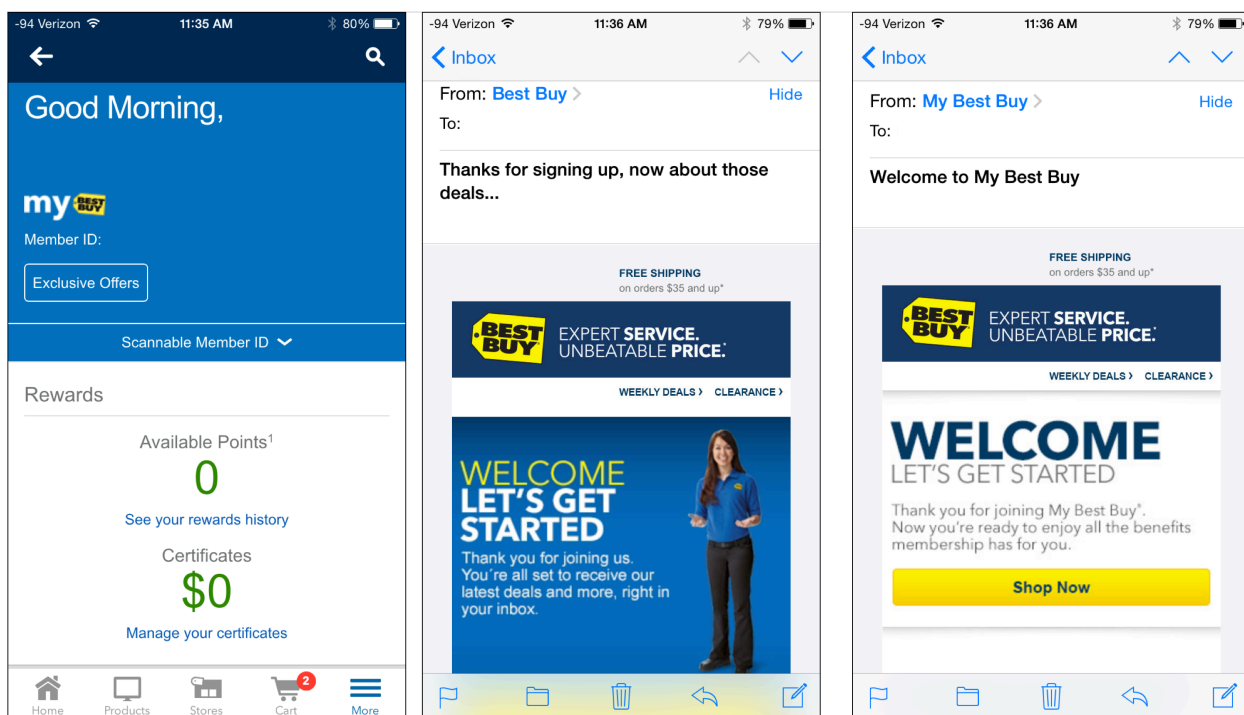 -94 Verizon 11:35 AM 80%
Good Morning,
my BEST BUY
Member ID:
Exclusive Offers
Scannable Member ID
Rewards
Available Points1
0
See your rewards history
Certificates
$0
Manage your certificates
2
Home Products Stores Cart More
-94 Verizon 11:36 AM 79%
Inbox
From: Best Buy Hide
To:
Thanks for signing up, now about those
deals...
FREE SHIPPING
on orders $35 and up*
BEST BUY
EXPERT SERVICE.
UNBEATABLE PRICE.
WEEKLY DEALS CLEARANCE
WELCOME
LET'S GET
STARTED
Thank you for joining us.
You´re all set to receive our
latest deals and more, right in
your inbox.
-94 Verizon 11:36 AM 79%
Inbox
From: My Best Buy Hide
To:
Welcome to My Best Buy
FREE SHIPPING
on orders $35 and up*
BEST BUY
EXPERT SERVICE.
UNBEATABLE PRICE.
WEEKLY DEALS CLEARANCE
WELCOME
LET'S GET STARTED
Thank you for joining My Best Buy*.
Now you're ready to enjoy all the benefits
membership has for you.
Shop Now